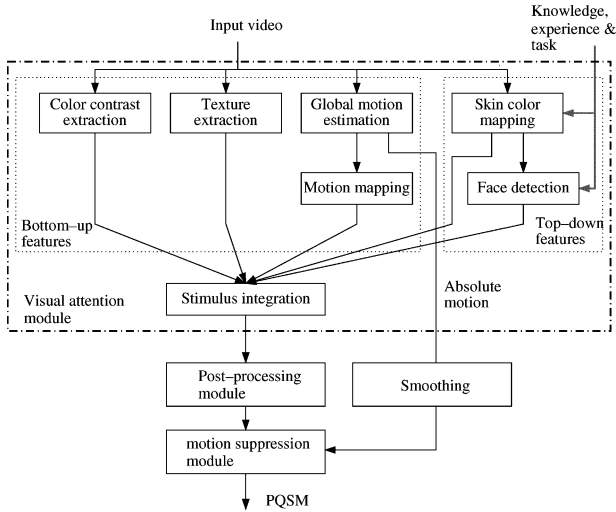 Input video
Knowledge,
experience &
task
Color contrast
extraction
Texture
extraction
Global motion
estimation
Skin color
mapping
Motion mapping
Face detection
Bottom–up
features
Top–down
features
Visual attention
module
Stimulus integration
Absolute
motion
Post–processing
module
Smoothing
motion suppression
module
PQSM